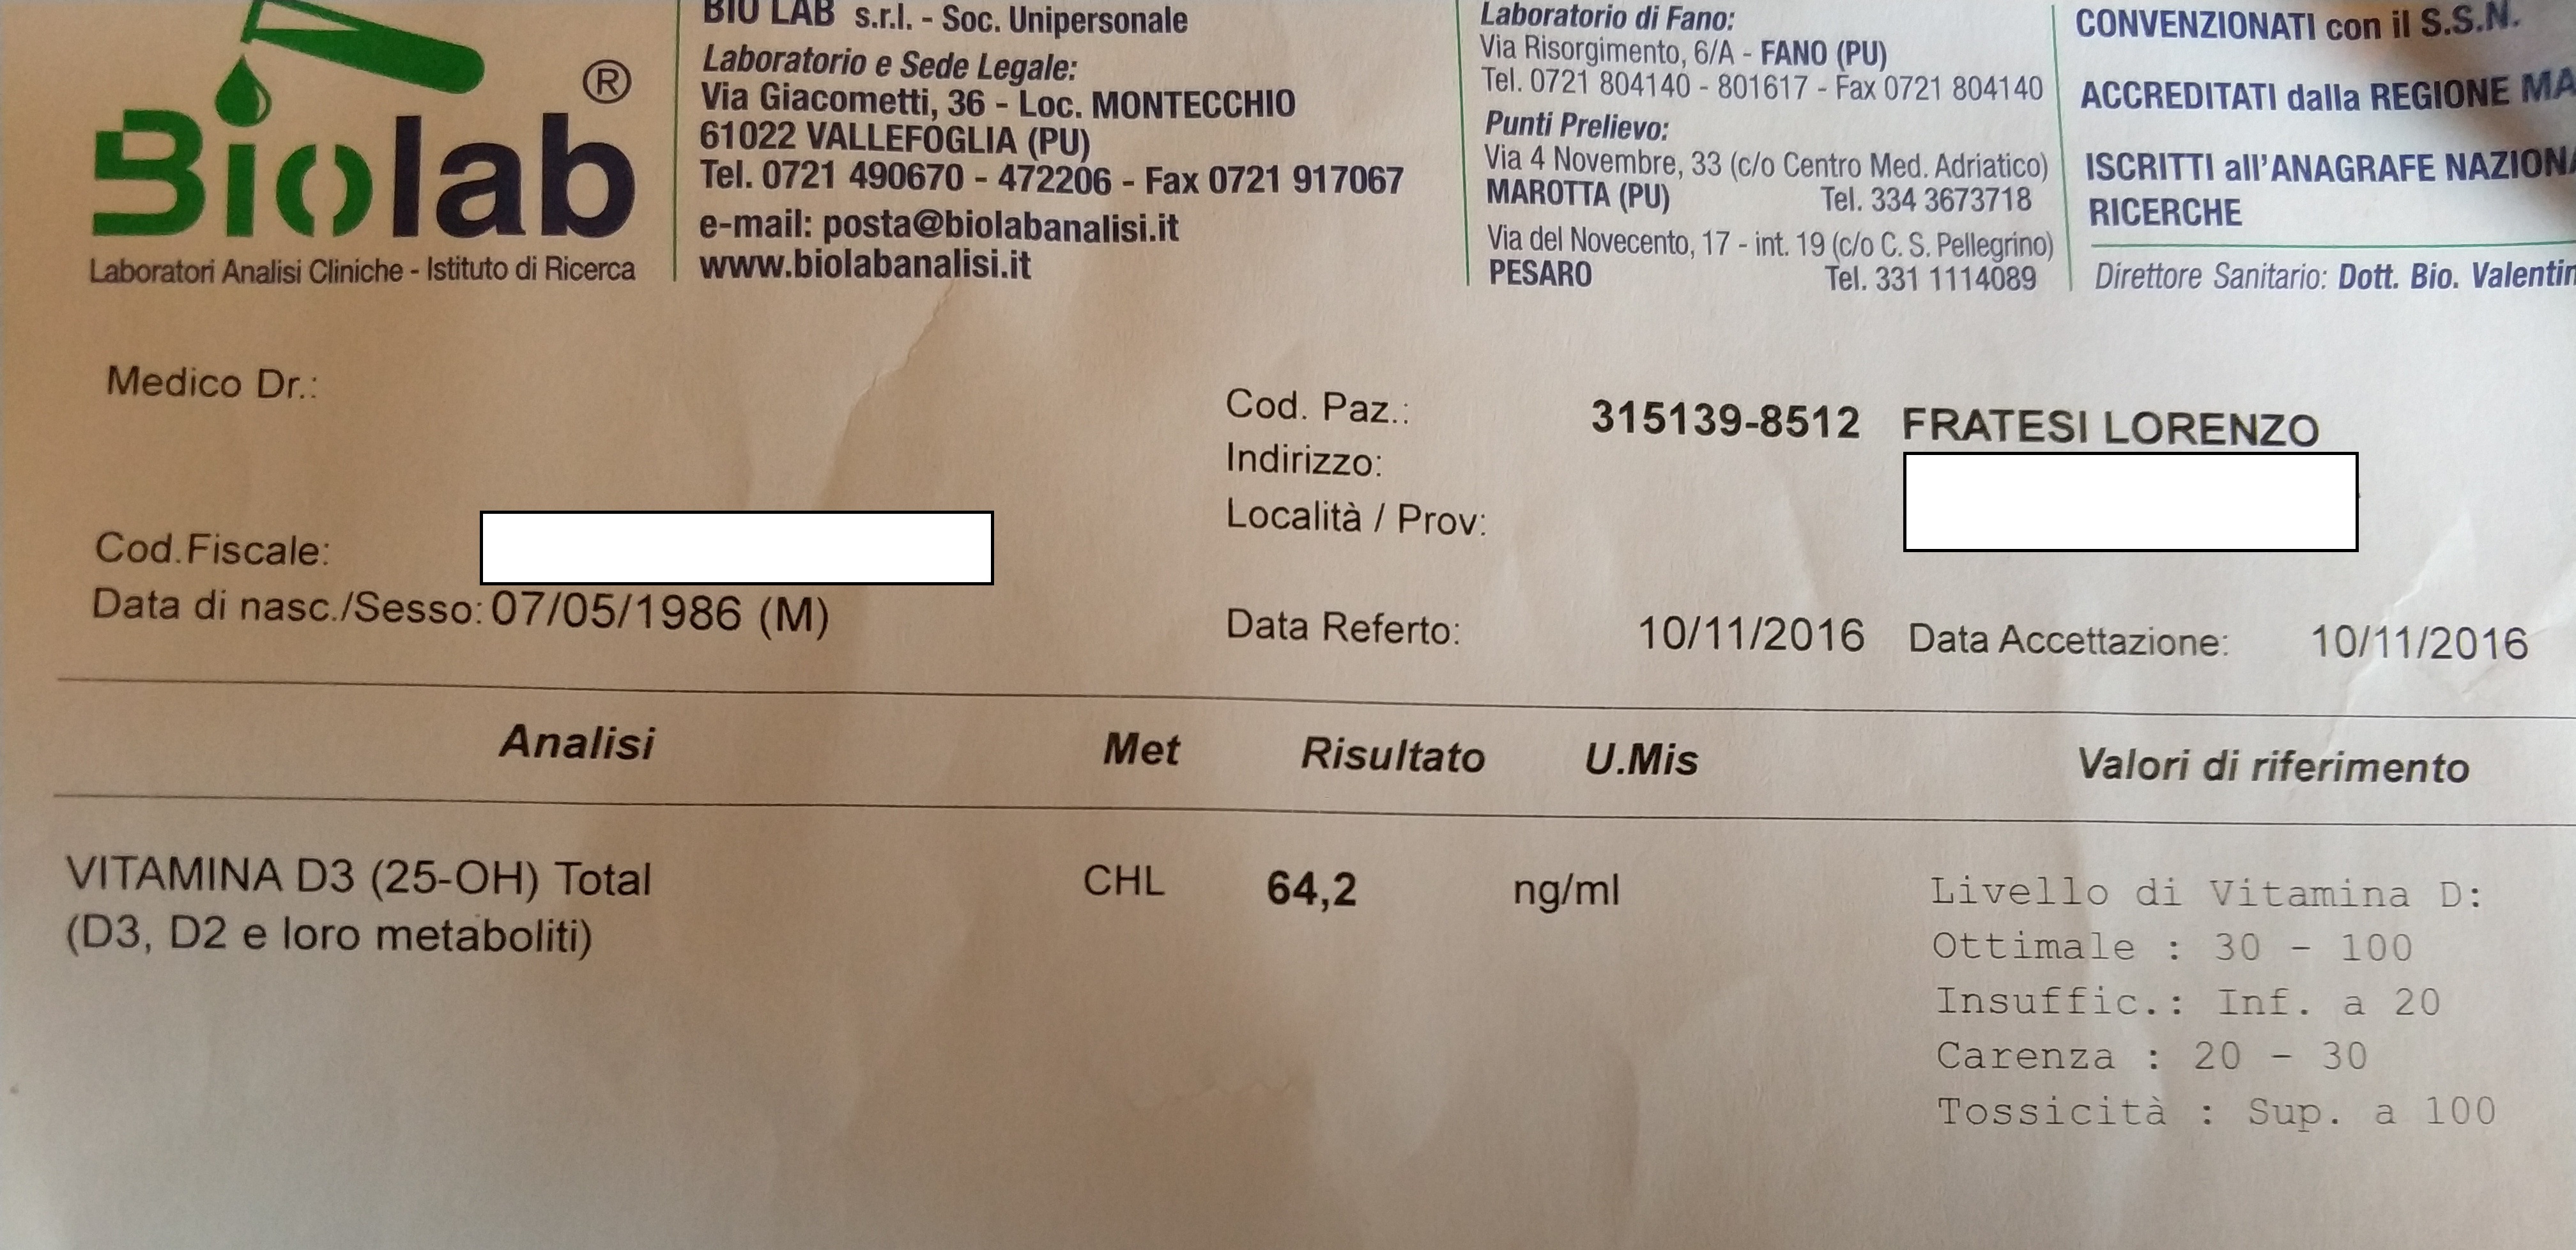 Biolab®
Laboratori Analisi Cliniche - Istituto di Ricerca
BIO LAB s.r.l. - Soc. Unipersonale
Laboratorio e Sede Legale:
Via Giacometti, 36 - Loc. MONTECCHIO
61022 VALLEFOGLIA (PU)
Tel. 0721 490670 - 472206 - Fax 0721 917067
e-mail: posta@biolabanalisi.it
www.biolabanalisi.it
Laboratorio di Fano:
Via Risorgimento, 6/A - FANO (PU)
Tel. 0721 804140 - 801617 - Fax 0721 804140
Punti Prelievo:
Via 4 Novembre, 33 (c/o Centro Med. Adriatico)
MAROTTA (PU) Tel. 334 3673718
Via del Novecento, 17 - int. 19 (c/o C. S. Pellegrino)
PESARO Tel. 331 1114089
CONVENZIONATI con il S.S.N.
ACCREDITATI dalla REGIONE
ISCRITTI all'ANAGRAFE
RICERCHE
Direttore Sanitario: Dott. Bio.
Medico Dr.:
Cod. Paz.: 315139-8512 FRATESI LORENZO
Indirizzo:
Località / Prov:
Cod.Fiscale:
Data di nasc./Sesso: 07/05/1986 (M)
Data Referto: 10/11/2016 Data Accettazione: 10/11/2016
Analisi Met Risultato U.Mis Valori di riferimento
VITAMINA D3 (25-OH) Total CHL 64,2 ng/ml Livello di Vitamina D:
(D3, D2 e loro metaboliti) Ottimale : 30 - 100
Insuffic.: Inf. a 20
Carenza : 20 - 30
Tossicità : Sup. a 100